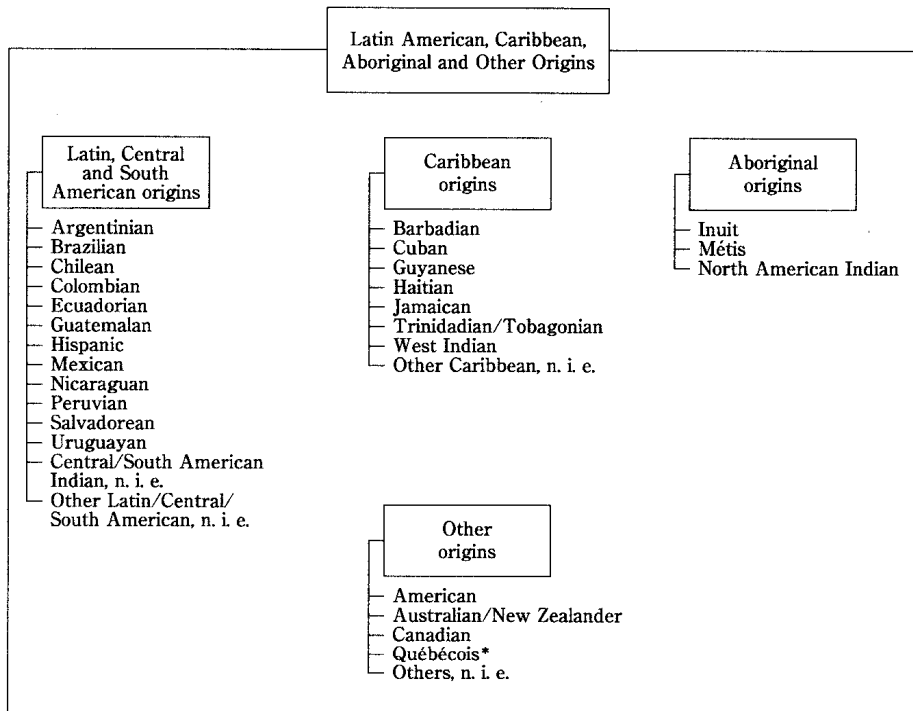 Latin American, Caribbean,
Aboriginal and Other Origins
Latin, Central
and South
American origins
Argentinian
Brazilian
Chilean
Colombian
Ecuadorian
Guatemalan
Hispanic
Mexican
Nicaraguan
Peruvian
Salvadorean
Uruguayan
Central/South American
Indian, n. i. e.
Other Latin/Central/
South American, n. i. e.
Caribbean
origins
Barbadian
Cuban
Guyanese
Haitian
Jamaican
Trinidadian/Tobagonian
West Indian
Other Caribbean, n. i. e.
Aboriginal
origins
Inuit
Métis
North American Indian
Other
origins
American
Australian/New Zealander
Canadian
Québécois*
Others, n. i. e.